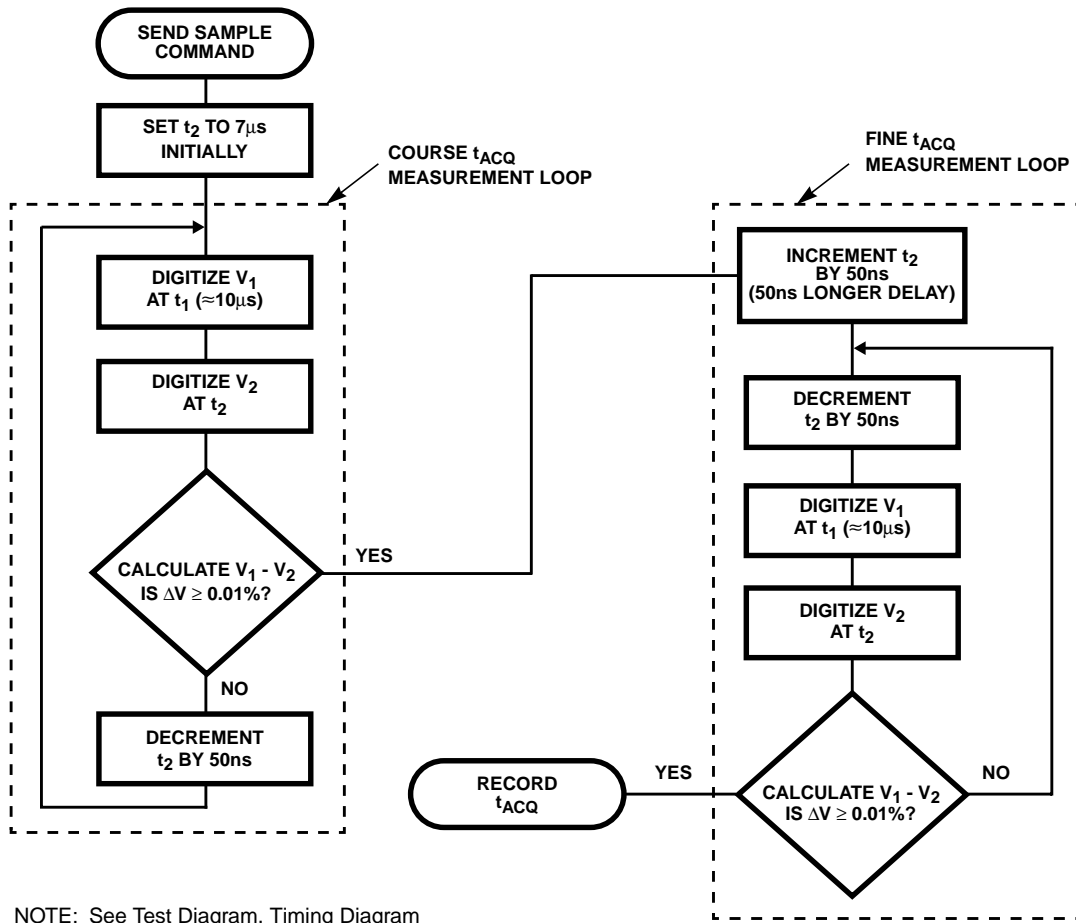 SEND SAMPLE
COMMAND
SET t2 TO 7μs
INITIALLY
COURSE tACQ
MEASUREMENT LOOP
DIGITIZE V1
AT t1 (≈10μs)
DIGITIZE V2
AT t2
CALCULATE V1 - V2
IS ΔV ≥ 0.01%?
YES
NO
DECREMENT
t2 BY 50ns
FINE tACQ
MEASUREMENT LOOP
INCREMENT t2
BY 50ns
(50ns LONGER DELAY)
DECREMENT
t2 BY 50ns
DIGITIZE V1
AT t1 (≈10μs)
DIGITIZE V2
AT t2
CALCULATE V1 - V2
IS ΔV ≥ 0.01%?
NO
YES
RECORD
tACQ
NOTE: See Test Diagram, Timing Diagram